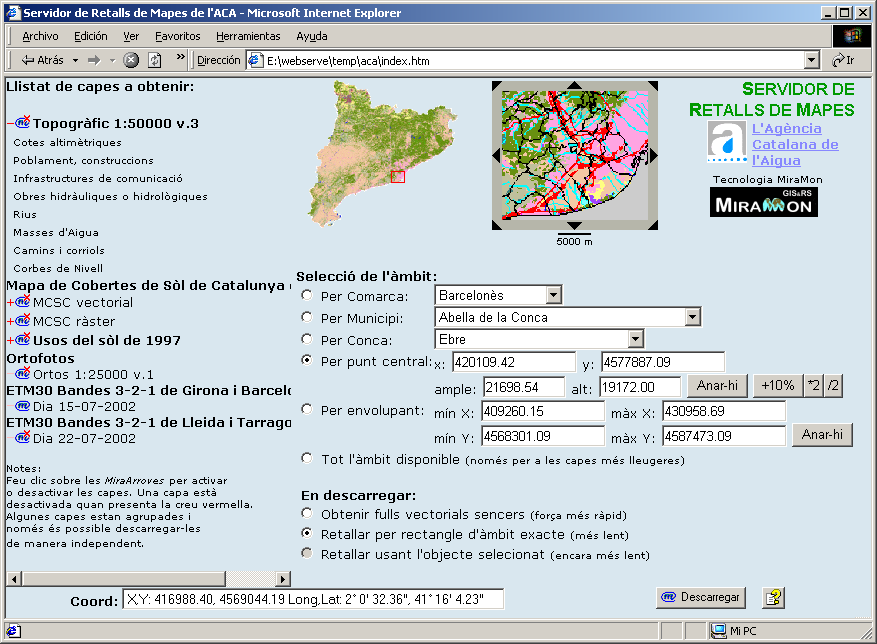 Servidor de Retalls de Mapes de l'ACA - Microsoft Internet Explorer
Archivo Edición Ver Favoritos Herramientas Ayuda
Atrás » Dirección E:\webserve\temp\aca\index.htm Ir
Llistat de capes a obtenir:
Topogràfic 1:50000 v.3
Cotes altimètriques
Poblament, construccions
Infrastructures de comunicació
Obres hidràuliques o hidrològiques
Rius
Masses d'Aigua
Camins i corriols
Corbes de Nivell
Mapa de Cobertes de Sòl de Catalunya
MCSC vectorial
MCSC ràster
Usos del sòl de 1997
Ortofotos
Ortos 1:25000 v.1
ETM30 Bandes 3-2-1 de Girona i Barcelo
Dia 15-07-2002
ETM30 Bandes 3-2-1 de Lleida i Tarrago
Dia 22-07-2002
Notes:
Feu clic sobre les MiraArroves per activar
o desactivar les capes. Una capa està
desactivada quan presenta la creu vermella.
Algunes capes estan agrupades i
només és possible descarregar-les
de manera independent.
5000 m
SERVIDOR DE
RETALLS DE MAPES
L'Agència
Catalana de
l'Aigua
Tecnologia MiraMon
GIS&RS
MIRAMON
Selecció de l'àmbit:
Per Comarca: Barcelonès
Per Municipi: Abella de la Conca
Per Conca: Ebre
Per punt central: x: 420109.42 y: 4577887.09
ample: 21698.54 alt: 19172.00 Anar-hi +10% *2 /2
Per envolupant: mín X: 409260.15 màx X: 430958.69
mín Y: 4568301.09 màx Y: 4587473.09 Anar-hi
Tot l'àmbit disponible (només per a les capes més lleugeres)
En descarregar:
Obtenir fulls vectorials sencers (força més ràpid)
Retallar per rectangle d'àmbit exacte (més lent)
Retallar usant l'objecte selecionat (encara més lent)
Coord: X,Y: 416988.40, 4569044.19 Long,Lat: 2° 0' 32.36", 41° 16' 4.23" Descarregar ?
Mi PC